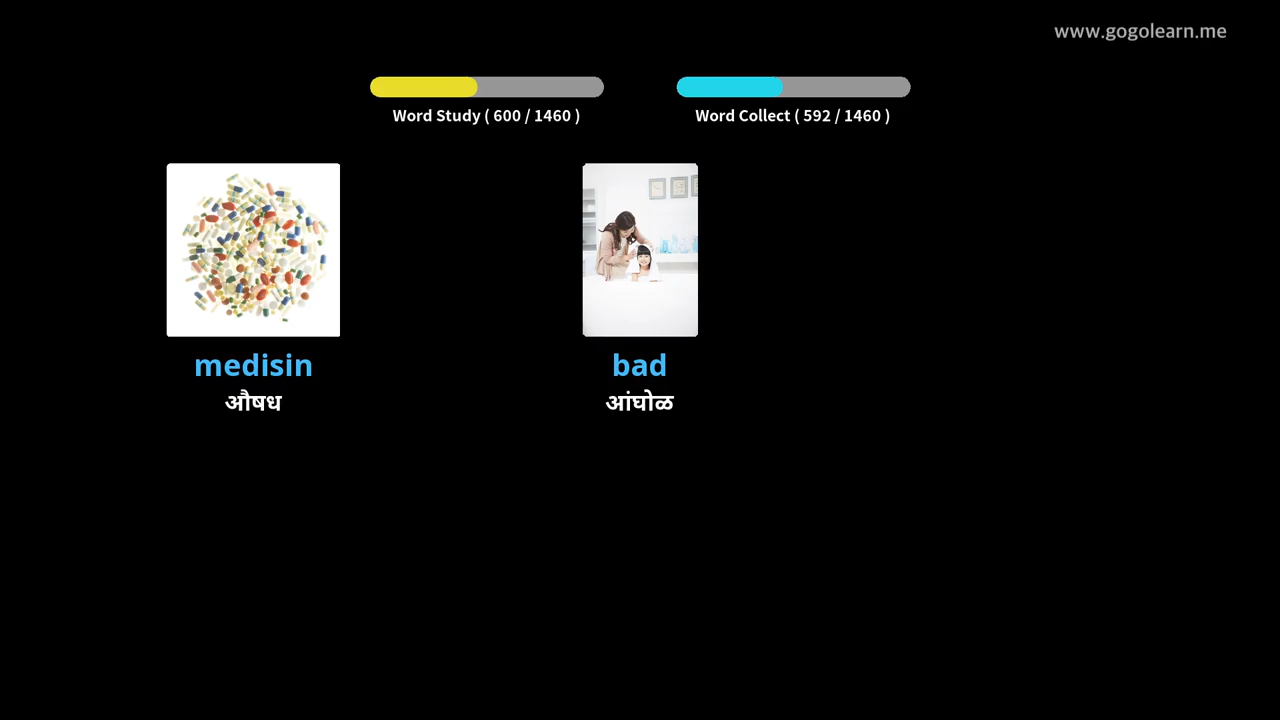 www.gogolearn.me
Word Study ( 600 / 1460 )
Word Collect ( 592 / 1460 )
medisin
औषध
bad
आंघोळ